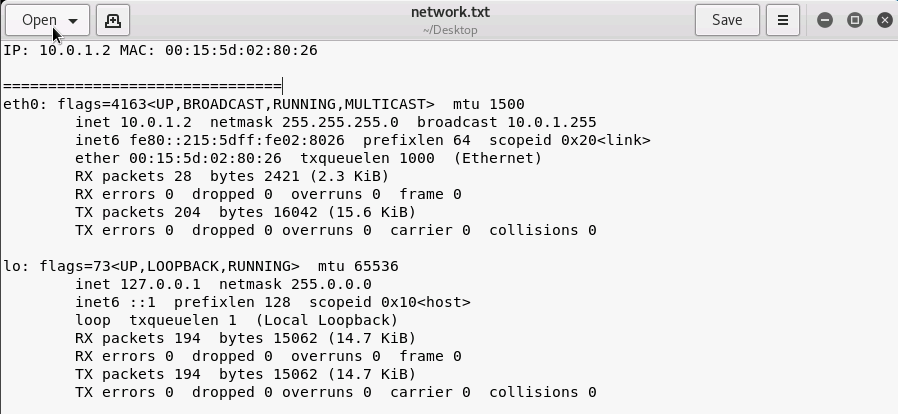 Open
network.txt
~/Desktop
Save
IP: 10.0.1.2 MAC: 00:15:5d:02:80:26
===============================
eth0: flags=4163<UP,BROADCAST,RUNNING,MULTICAST>  mtu 1500
        inet 10.0.1.2  netmask 255.255.255.0  broadcast 10.0.1.255
        inet6 fe80::215:5dff:fe02:8026  prefixlen 64  scopeid 0x20<link>
        ether 00:15:5d:02:80:26  txqueuelen 1000  (Ethernet)
        RX packets 28  bytes 2421 (2.3 KiB)
        RX errors 0  dropped 0  overruns 0  frame 0
        TX packets 204  bytes 16042 (15.6 KiB)
        TX errors 0  dropped 0 overruns 0  carrier 0  collisions 0

lo: flags=73<UP,LOOPBACK,RUNNING>  mtu 65536
        inet 127.0.0.1  netmask 255.0.0.0
        inet6 ::1  prefixlen 128  scopeid 0x10<host>
        loop  txqueuelen 1  (Local Loopback)
        RX packets 194  bytes 15062 (14.7 KiB)
        RX errors 0  dropped 0  overruns 0  frame 0
        TX packets 194  bytes 15062 (14.7 KiB)
        TX errors 0  dropped 0 overruns 0  carrier 0  collisions 0